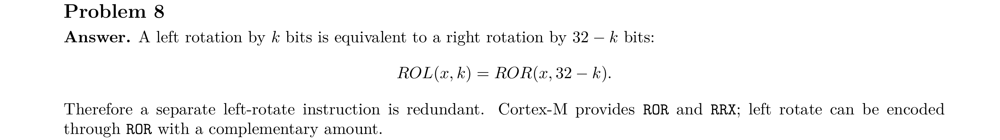 Problem 8
Answer. A left rotation by k bits is equivalent to a right rotation by 32 − k bits:
ROL(x, k) = ROR(x, 32 − k).
Therefore a separate left-rotate instruction is redundant. Cortex-M provides ROR and RRX; left rotate can be encoded
through ROR with a complementary amount.